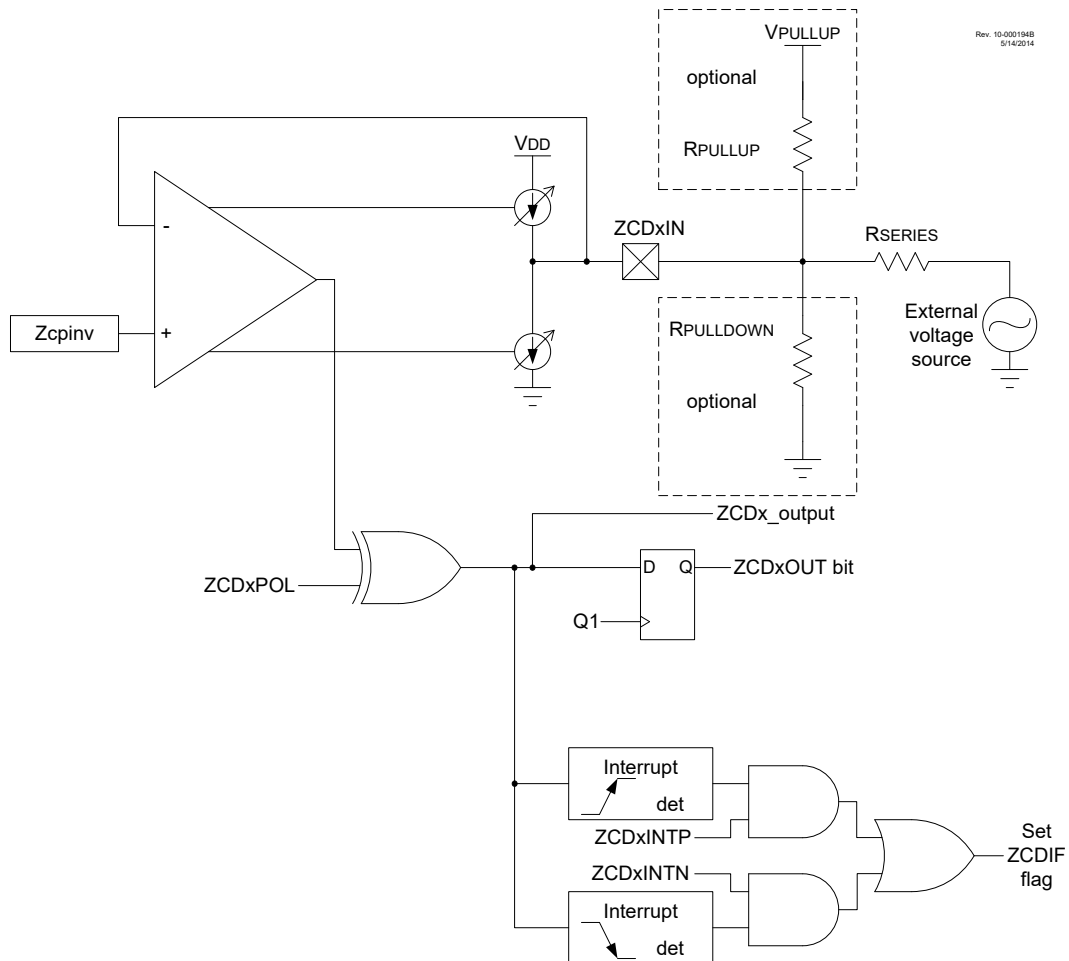 Rev. 10-000194B
5/14/2014
VPULLUP
optional
RPULLUP
VDD
-
ZCDxIN
RSERIES
Zcpinv
+
RPULLDOWN
External
voltage
source
optional
ZCDx_output
D Q
ZCDxOUT bit
ZCDxPOL
Q1
Interrupt
det
ZCDxINTP
Set
ZCDIF
flag
ZCDxINTN
Interrupt
det